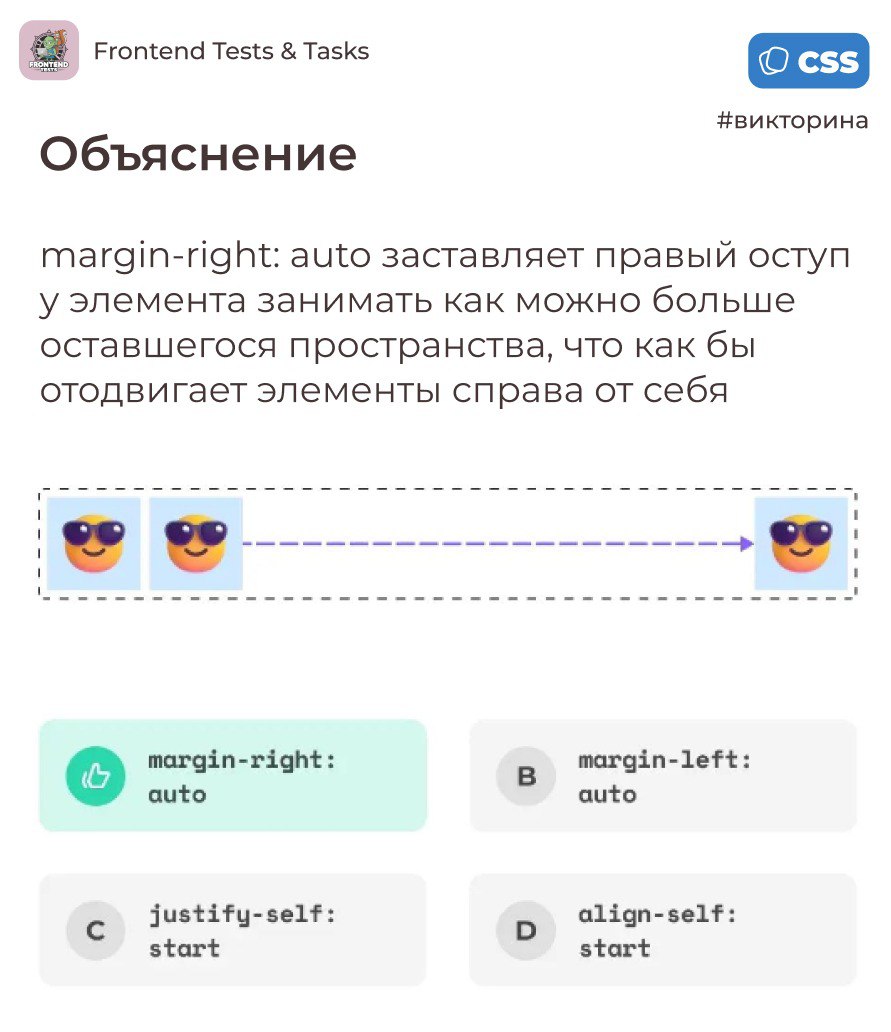 FRONTEND
TESTS
Frontend Tests & Tasks
CSS
#викторина
Объяснение
margin-right: auto заставляет правый оступ
у элемента занимать как можно больше
оставшегося пространства, что как бы
отодвигает элементы справа от себя
margin-right:
auto
B
margin-left:
auto
C
justify-self:
start
D
align-self:
start